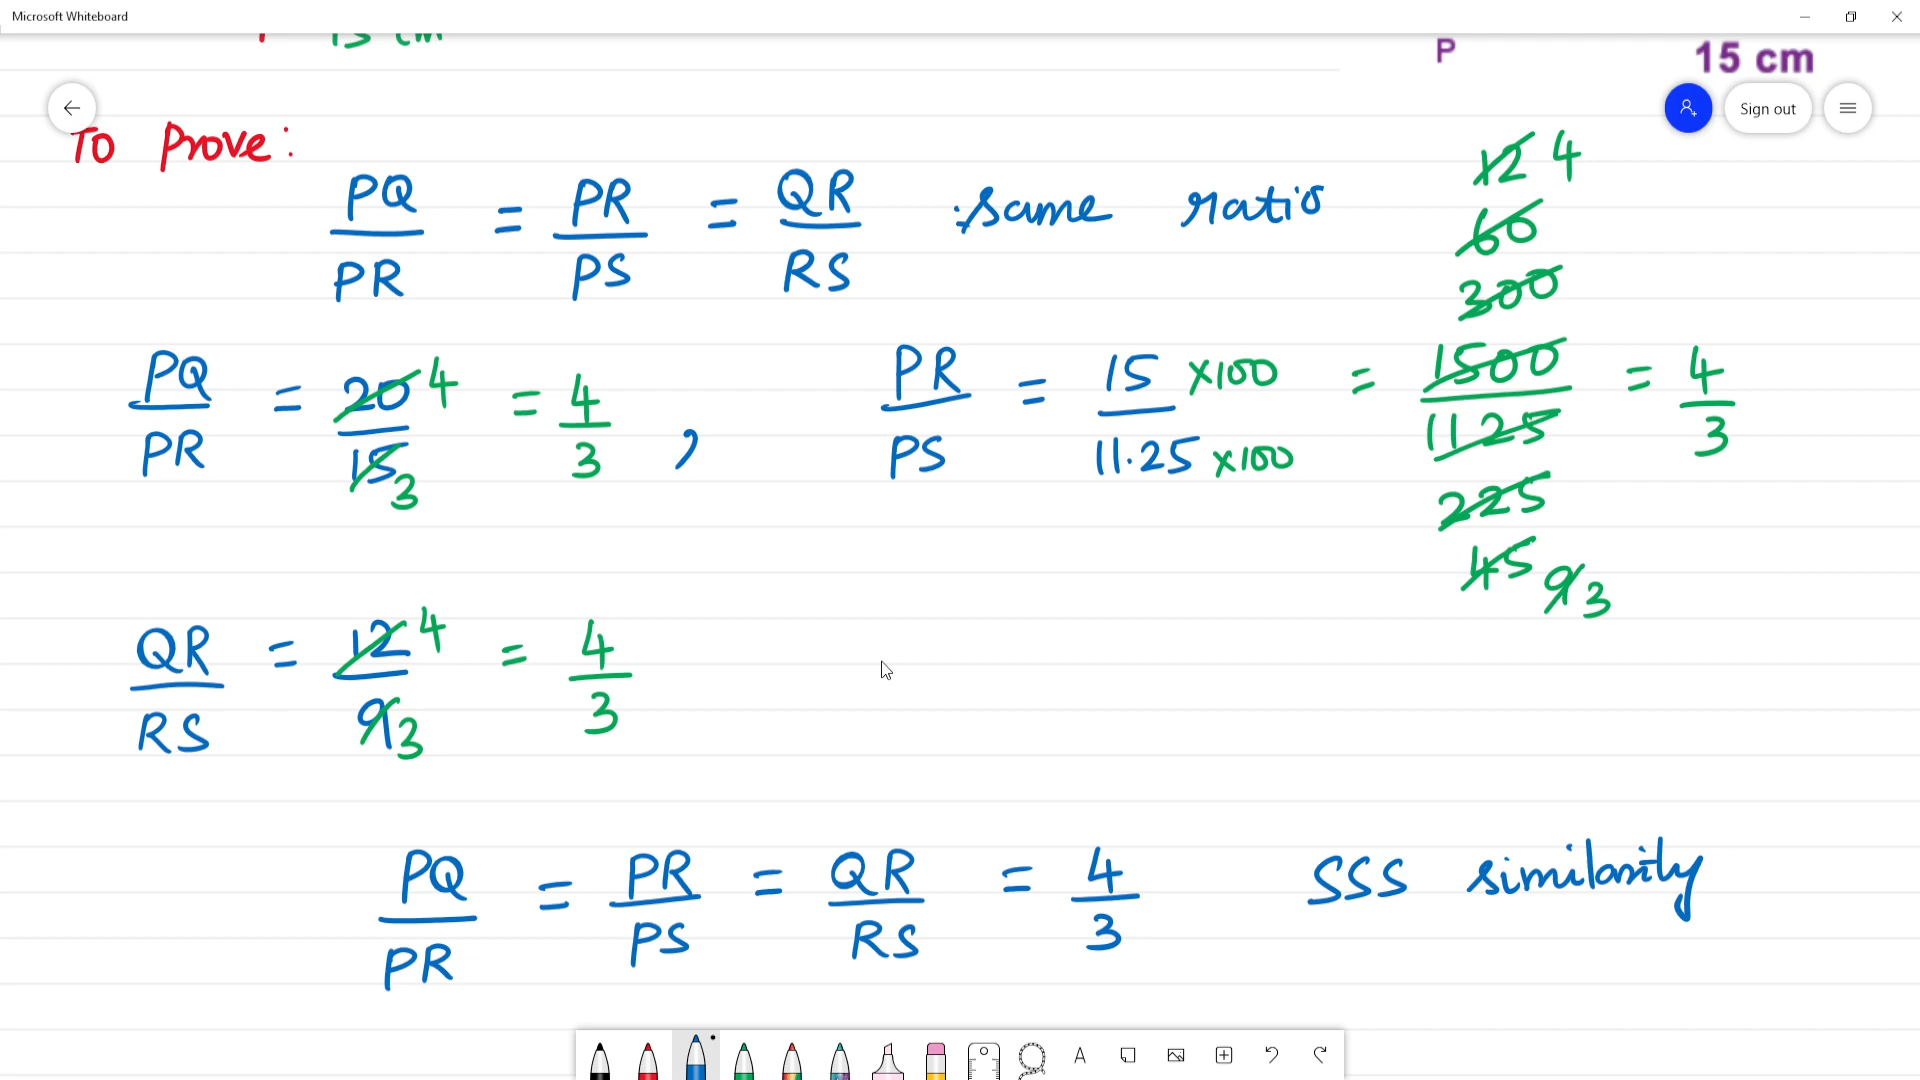 Microsoft Whiteboard
15 cm
P
15 cm
Sign out
To Prove:
PQ/PR = PR/PS = QR/RS :same ratio
PQ/PR = 20/15 4/3 = 4/3 , PR/PS = 15 ×100/11.25 ×100 = 1500/1125 = 4/3
12 4
60
300
225
45 9 3
QR/RS = 12/9 4/3 = 4/3
PQ/PR = PR/PS = QR/RS = 4/3 SSS similarity
A